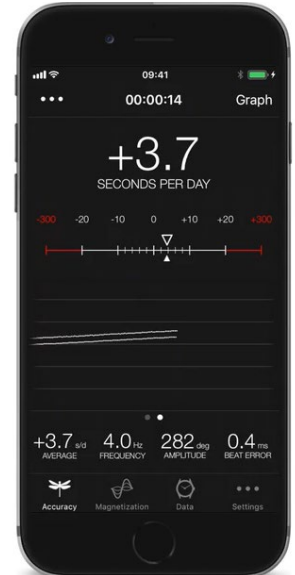 09:41
00:00:14 Graph
+3.7
SECONDS PER DAY
-300 -20 -10 0 +10 +20 +300
+3.7 s/d 4.0 Hz 282 deg 0.4 ms
AVERAGE FREQUENCY AMPLITUDE BEAT ERROR
Accuracy Magnetization Data Settings